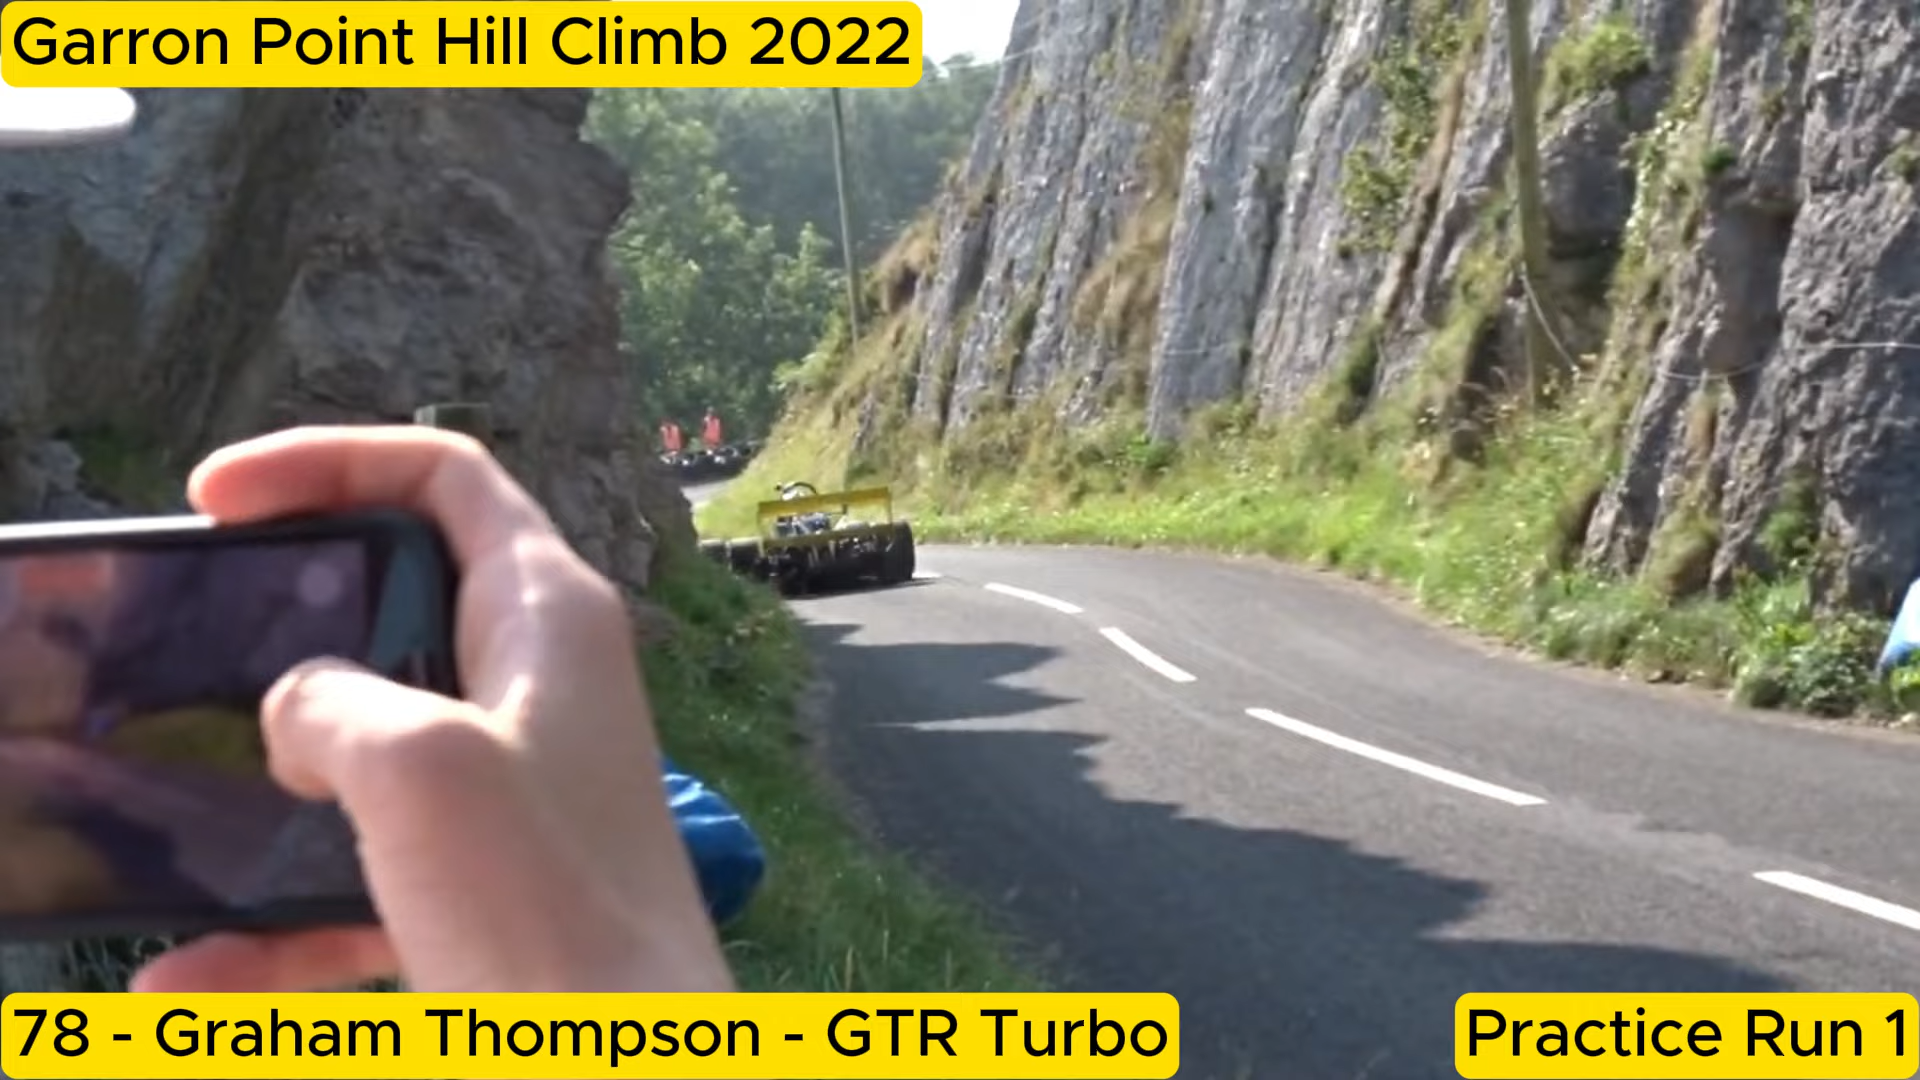 Garron Point Hill Climb 2022
78 - Graham Thompson - GTR Turbo
Practice Run 1